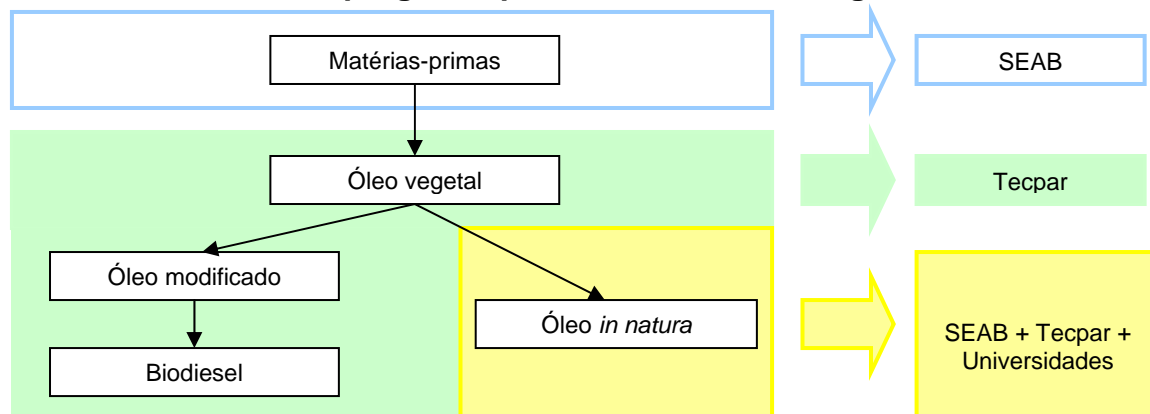 Matérias-primas
SEAB
Óleo vegetal
Tecpar
Óleo modificado
Óleo in natura
SEAB + Tecpar +
Universidades
Biodiesel